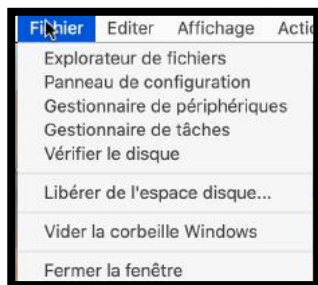 Fichier Editer Affichage Actio
Explorateur de fichiers
Panneau de configuration
Gestionnaire de périphériques
Gestionnaire de tâches
Vérifier le disque
Libérer de l'espace disque...
Vider la corbeille Windows
Fermer la fenêtre